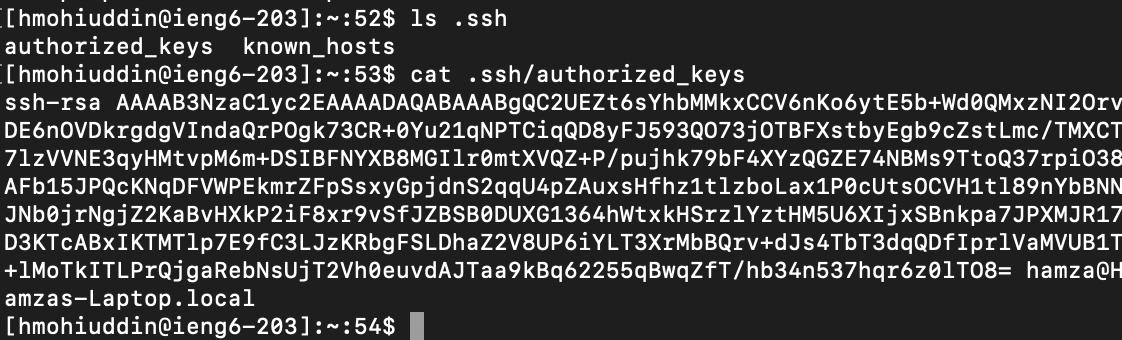 [hmohiuddin@ieng6-203]:~:52$ ls .ssh
authorized_keys  known_hosts
[hmohiuddin@ieng6-203]:~:53$ cat .ssh/authorized_keys
ssh-rsa AAAAB3NzaC1yc2EAAAADAQABAAABgQC2UEZt6sYhbMMkxCCV6nKo6ytE5b+Wd0QMxzNI2Orv
DE6nOVDkrgdgVIndaQrPOgk73CR+0Yu21qNPTCiqQD8yFJ593QO73jOTBFXstbyEgb9cZstLmc/TMXCT
7lzVVNE3qyHMtvpM6m+DSIBFNYXB8MGIlr0mtXVQZ+P/pujhk79bF4XYzQGZE74NBMs9TtoQ37rpiO38
AFb15JPQcKNqDFVWPEkmrZFpSsxyGpjdnS2qqU4pZAuxsHfhz1tlzboLax1P0cUtsOCVH1tl89nYbBNN
JNb0jrNgjZ2KaBvHXkP2iF8xr9vSfJZBSB0DUXG1364hWtxkHSrzlYztHM5U6XIjxSBnkpa7JPXMJR17
D3KTcABxIKTMTlp7E9fC3LJzKRbgFSLDhaZ2V8UP6iYLT3XrMbBQrv+dJs4TbT3dqQDfIprlVaMVUB1T
+lMoTkITLPrQjgaRebNsUjT2Vh0euvdAJTaa9kBq62255qBwqZfT/hb34n537hqr6z0lTO8= hamza@H
amzas-Laptop.local
[hmohiuddin@ieng6-203]:~:54$